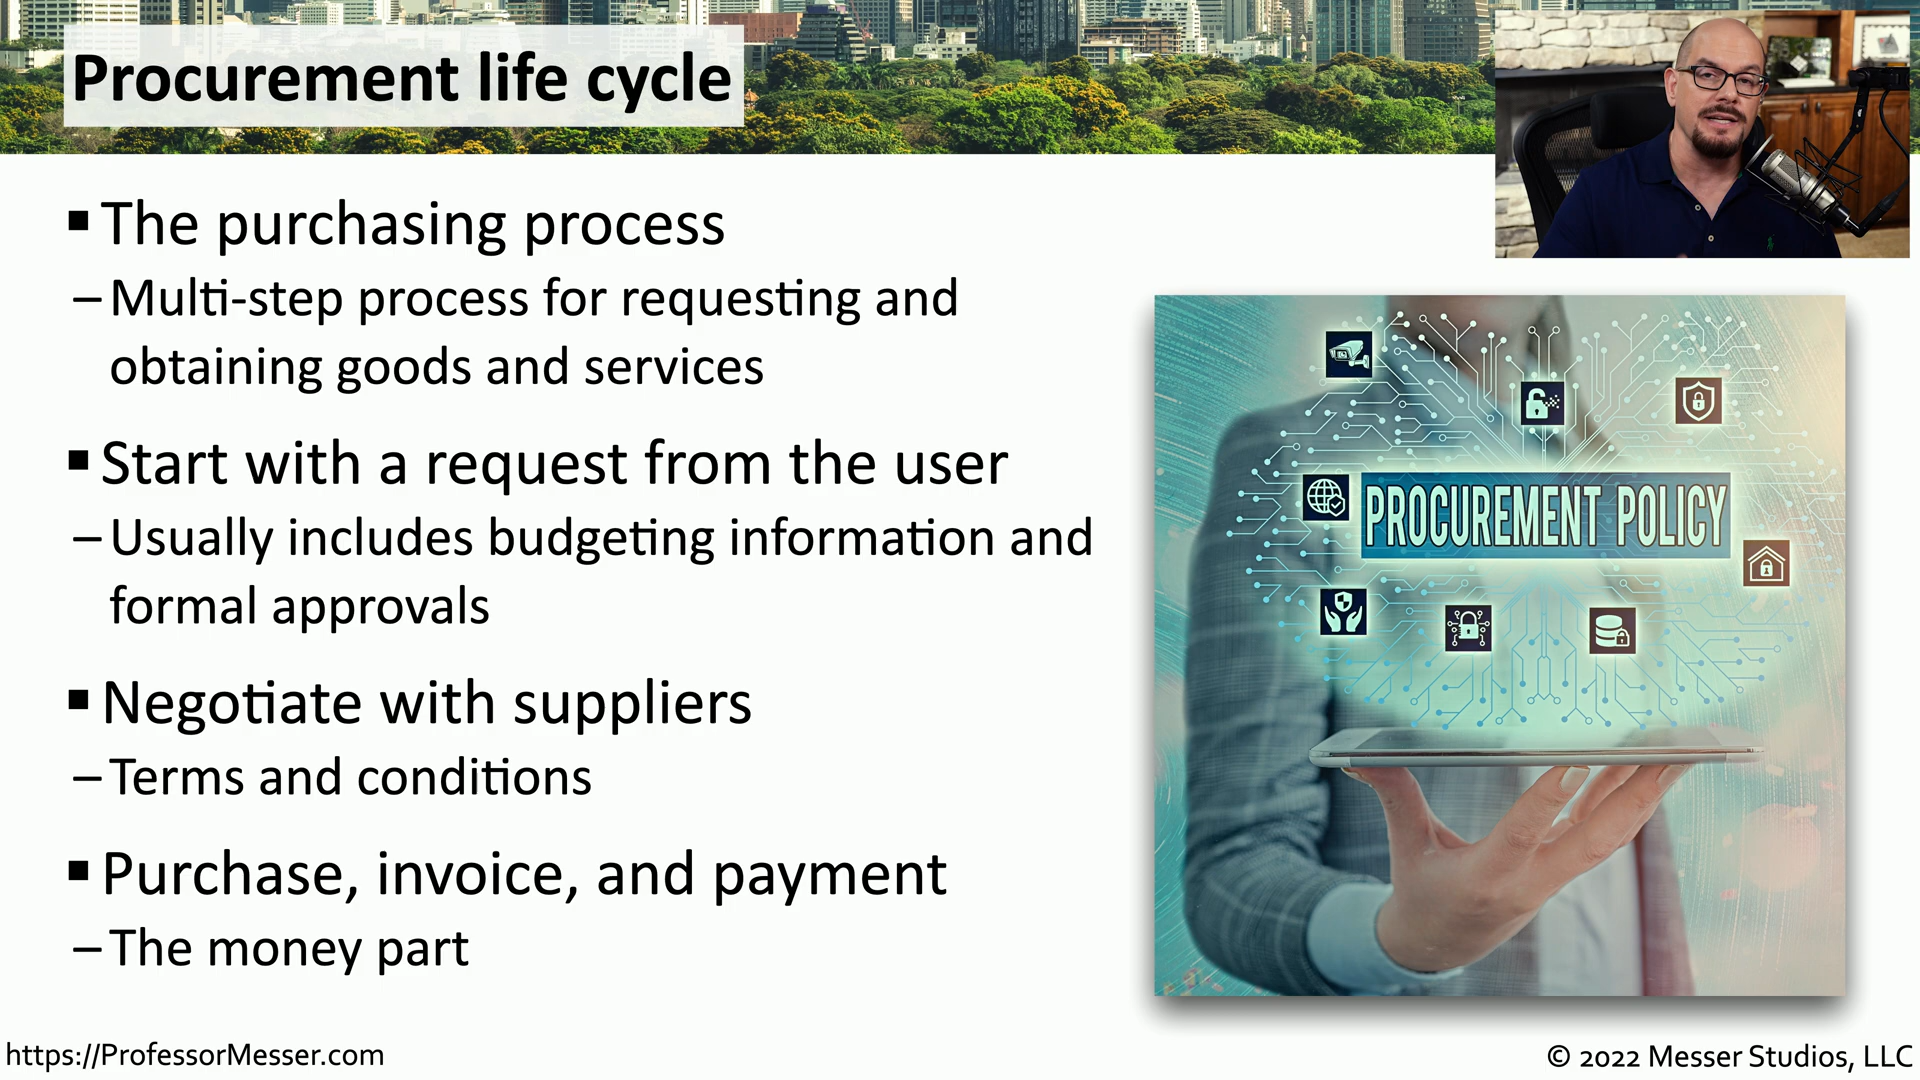 Procurement life cycle
▪ The purchasing process
– Multi-step process for requesting and
obtaining goods and services
▪ Start with a request from the user
– Usually includes budgeting information and
formal approvals
▪ Negotiate with suppliers
– Terms and conditions
▪ Purchase, invoice, and payment
– The money part
PROCUREMENT POLICY
https://ProfessorMesser.com
© 2022 Messer Studios, LLC